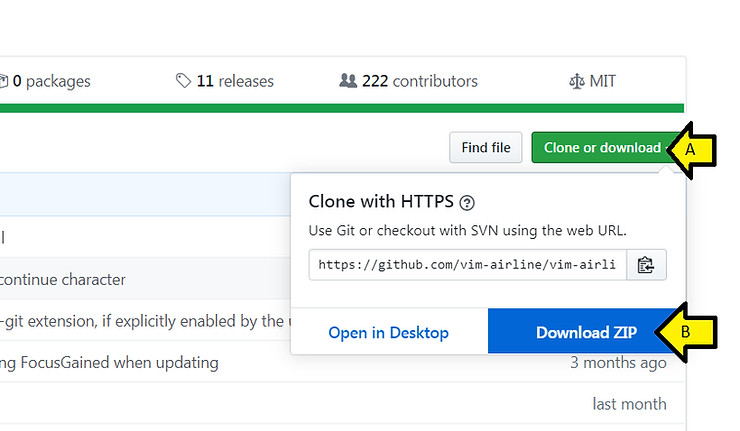 0 packages
11 releases
222 contributors
MIT
Find file
Clone or download
A
Clone with HTTPS
Use Git or checkout with SVN using the web URL.
https://github.com/vim-airline/vim-airli
continue character
-git extension, if explicitly enabled by the
Open in Desktop
Download ZIP
B
ng FocusGained when updating
3 months ago
last month